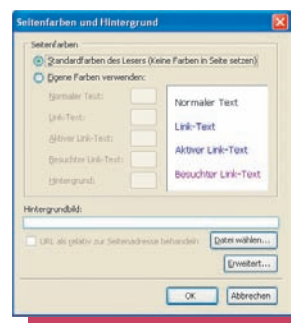 Seitenfarben und Hintergrund
Seitenfarben
Standardfarben des Lesers (Keine Farben in Seite setzen)
Eigene Farben verwenden:
Normaler Text:
Link-Text:
Aktiver Link-Text:
Besuchter Link-Text:
Hintergrund:
Normaler Text
Link-Text
Aktiver Link-Text
Besuchter Link-Text
Hintergrundbild:
URL als relativ zur Seitenadresse behandeln
Datei wählen...
Erweitert...
OK
Abbrechen